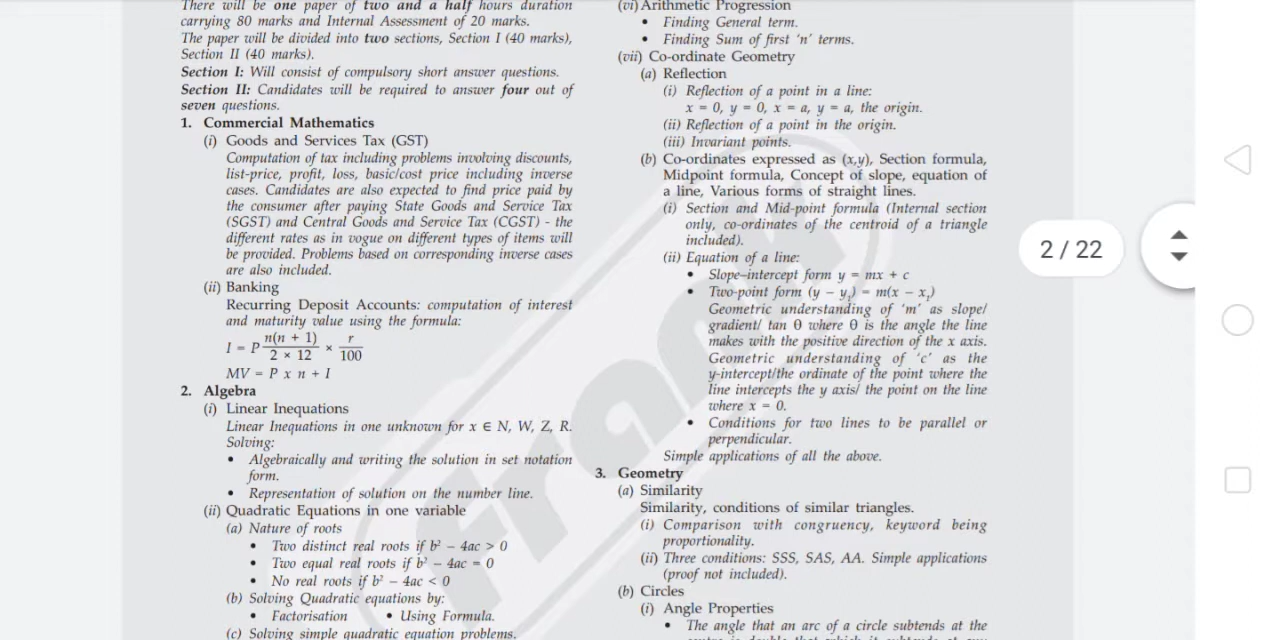 There will be one paper of two and a half hours duration
carrying 80 marks and Internal Assessment of 20 marks.
The paper will be divided into two sections, Section I (40 marks),
Section II (40 marks).
Section I: Will consist of compulsory short answer questions.
Section II: Candidates will be required to answer four out of
seven questions.
1. Commercial Mathematics
(i) Goods and Services Tax (GST)
Computation of tax including problems involving discounts,
list-price, profit, loss, basic/cost price including inverse
cases. Candidates are also expected to find price paid by
the consumer after paying State Goods and Service Tax
(SGST) and Central Goods and Service Tax (CGST) - the
different rates as in vogue on different types of items will
be provided. Problems based on corresponding inverse cases
are also included.
(ii) Banking
Recurring Deposit Accounts: computation of interest
and maturity value using the formula:
I = P n(n + 1) / 2 × 12 × r / 100
MV = P x n + I
2. Algebra
(i) Linear Inequations
Linear Inequations in one unknown for x ∈ N, W, Z, R.
Solving:
• Algebraically and writing the solution in set notation
form.
• Representation of solution on the number line.
(ii) Quadratic Equations in one variable
(a) Nature of roots
• Two distinct real roots if b² – 4ac > 0
• Two equal real roots if b² – 4ac = 0
• No real roots if b² – 4ac < 0
(b) Solving Quadratic equations by:
• Factorisation • Using Formula.
(c) Solving simple quadratic equation problems.
(vi) Arithmetic Progression
• Finding General term.
• Finding Sum of first 'n' terms.
(vii) Co-ordinate Geometry
(a) Reflection
(i) Reflection of a point in a line:
x = 0, y = 0, x = a, y = a, the origin.
(ii) Reflection of a point in the origin.
(iii) Invariant points.
(b) Co-ordinates expressed as (x,y), Section formula,
Midpoint formula, Concept of slope, equation of
a line, Various forms of straight lines.
(i) Section and Mid-point formula (Internal section
only, co-ordinates of the centroid of a triangle
included).
(ii) Equation of a line:
• Slope–intercept form y = mx + c
• Two-point form (y – y₁) = m(x – x₁)
Geometric understanding of 'm' as slope/
gradient/ tan θ where θ is the angle the line
makes with the positive direction of the x axis.
Geometric understanding of 'c' as the
y-intercept/the ordinate of the point where the
line intercepts the y axis/ the point on the line
where x = 0.
• Conditions for two lines to be parallel or
perpendicular.
Simple applications of all the above.
3. Geometry
(a) Similarity
Similarity, conditions of similar triangles.
(i) Comparison with congruency, keyword being
proportionality.
(ii) Three conditions: SSS, SAS, AA. Simple applications
(proof not included).
(b) Circles
(i) Angle Properties
• The angle that an arc of a circle subtends at the
2 / 22
Frank